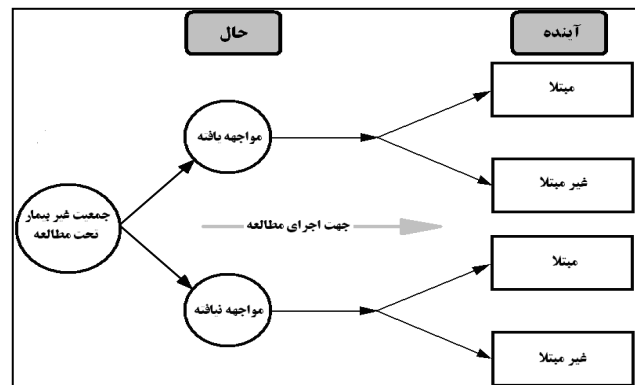 حال
آینده
مبتلا
مواجهه یافته
غیر مبتلا
جمعیت غیر بیمار
تحت مطالعه
جهت اجرای مطالعه
مبتلا
مواجهه نیافته
غیر مبتلا